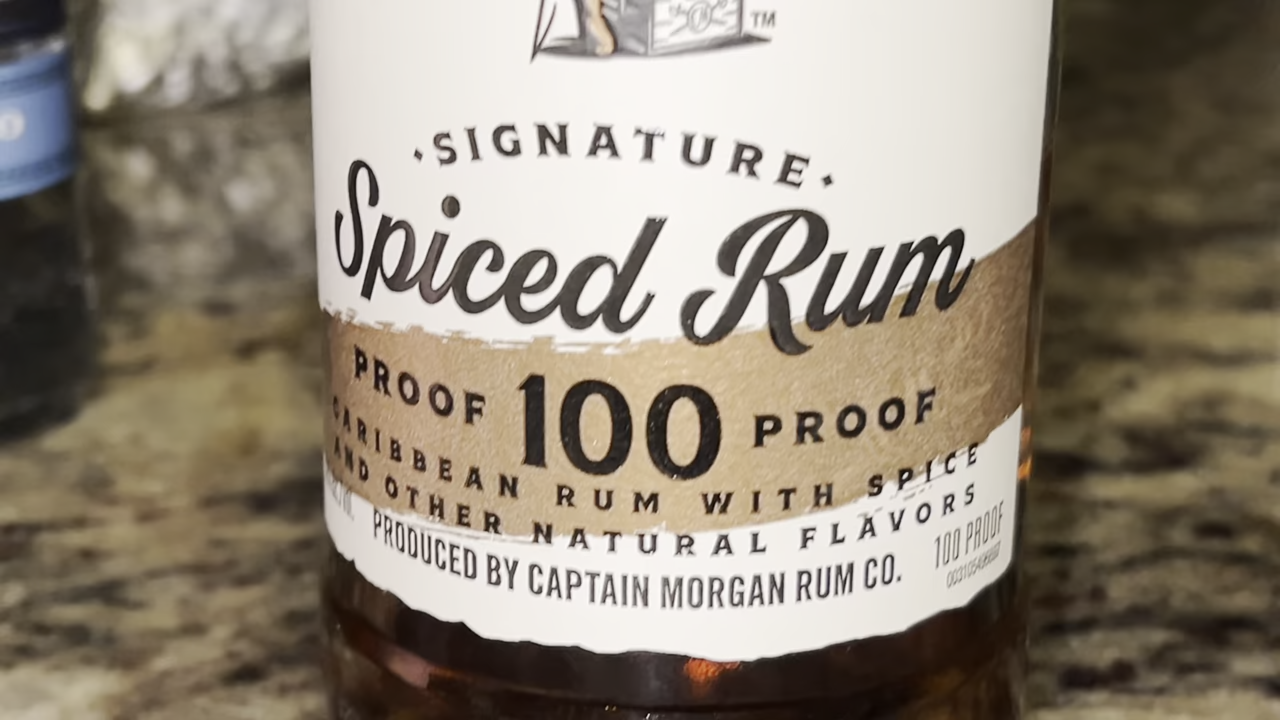 TM
·SIGNATURE·
Spiced Rum
PROOF 100 PROOF
CARIBBEAN RUM WITH SPICE
AND OTHER NATURAL FLAVORS
PRODUCED BY CAPTAIN MORGAN RUM CO.
100 PROOF